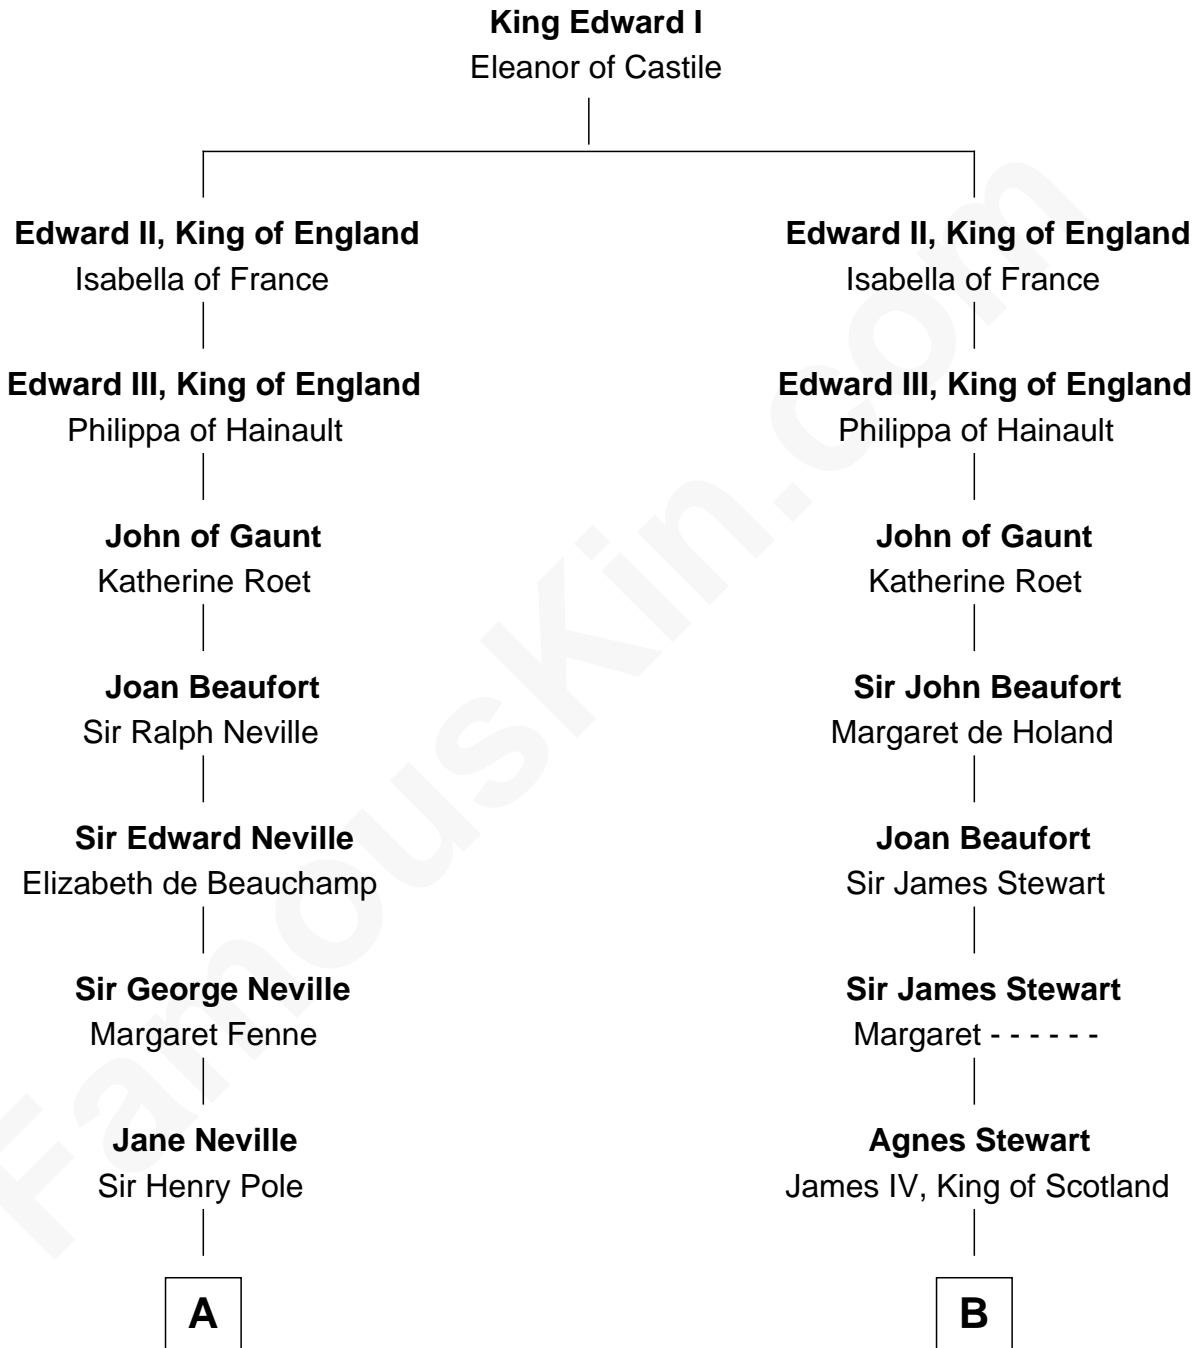 King Edward I
Eleanor of Castile
Edward II, King of England
Isabella of France
Edward III, King of England
Philippa of Hainault
John of Gaunt
Katherine Roet
Joan Beaufort
Sir Ralph Neville
Sir Edward Neville
Elizabeth de Beauchamp
Sir George Neville
Margaret Fenne
Jane Neville
Sir Henry Pole
A
Edward II, King of England
Isabella of France
Edward III, King of England
Philippa of Hainault
John of Gaunt
Katherine Roet
Sir John Beaufort
Margaret de Holand
Joan Beaufort
Sir James Stewart
Sir James Stewart
Margaret - - - - - -
Agnes Stewart
James IV, King of Scotland
B
FamousKin.com